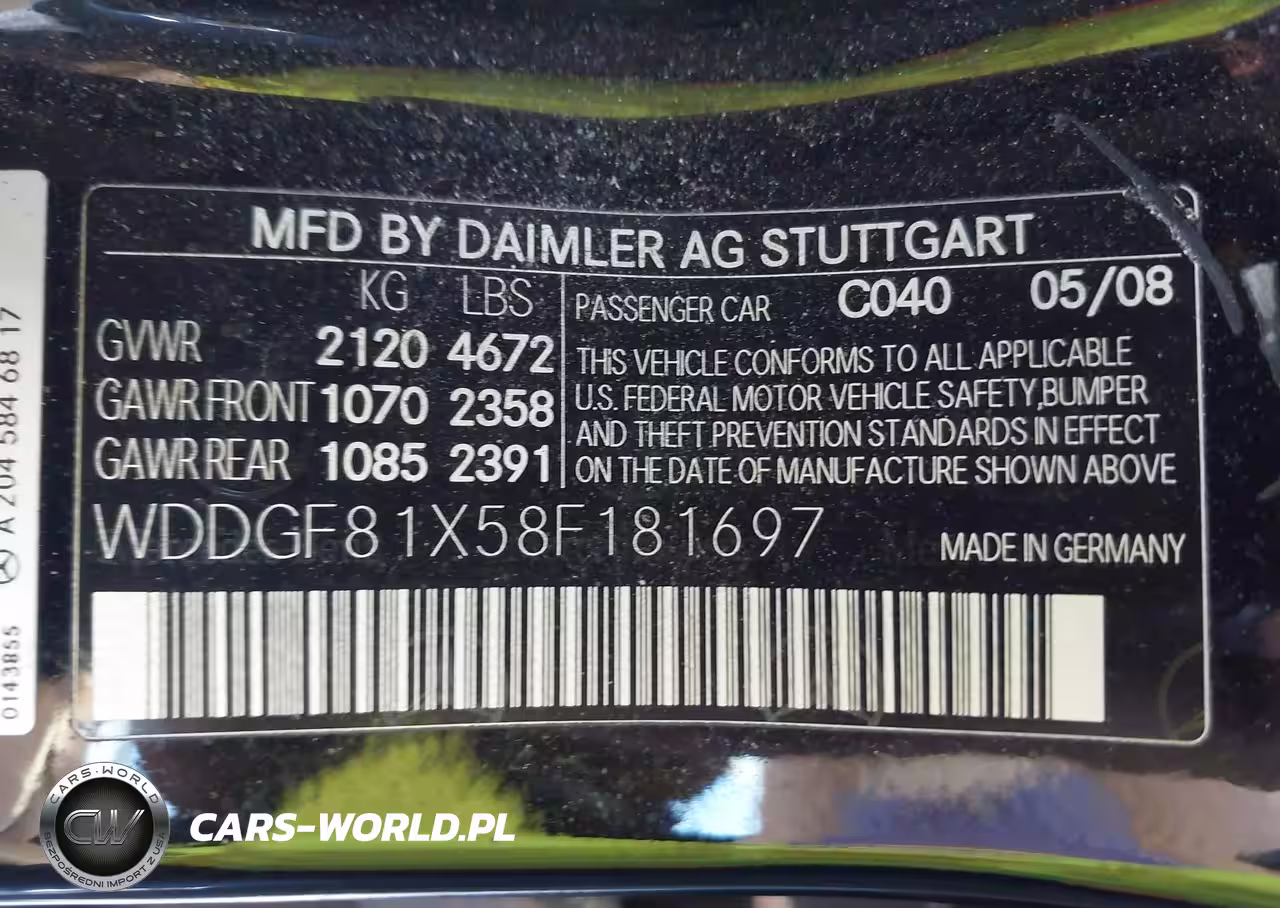 MFD BY DAIMLER AG STUTTGART
KG LBS
GVWR 2120 4672
GAWR FRONT 1070 2358
GAWR REAR 1085 2391
PASSENGER CAR C040 05/08
THIS VEHICLE CONFORMS TO ALL APPLICABLE
U.S. FEDERAL MOTOR VEHICLE SAFETY,BUMPER
AND THEFT PREVENTION STANDARDS IN EFFECT
ON THE DATE OF MANUFACTURE SHOWN ABOVE
WDDGF81X58F181697
MADE IN GERMANY
A 204 584 68 17
0143855
CARS-WORLD
CW
BEZPOŚREDNI IMPORT Z USA
CARS-WORLD.PL